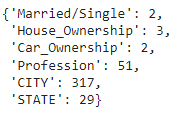 {'Married/Single': 2,
'House_Ownership': 3,
'Car_Ownership': 2,
'Profession': 51,
'CITY': 317,
'STATE': 29}